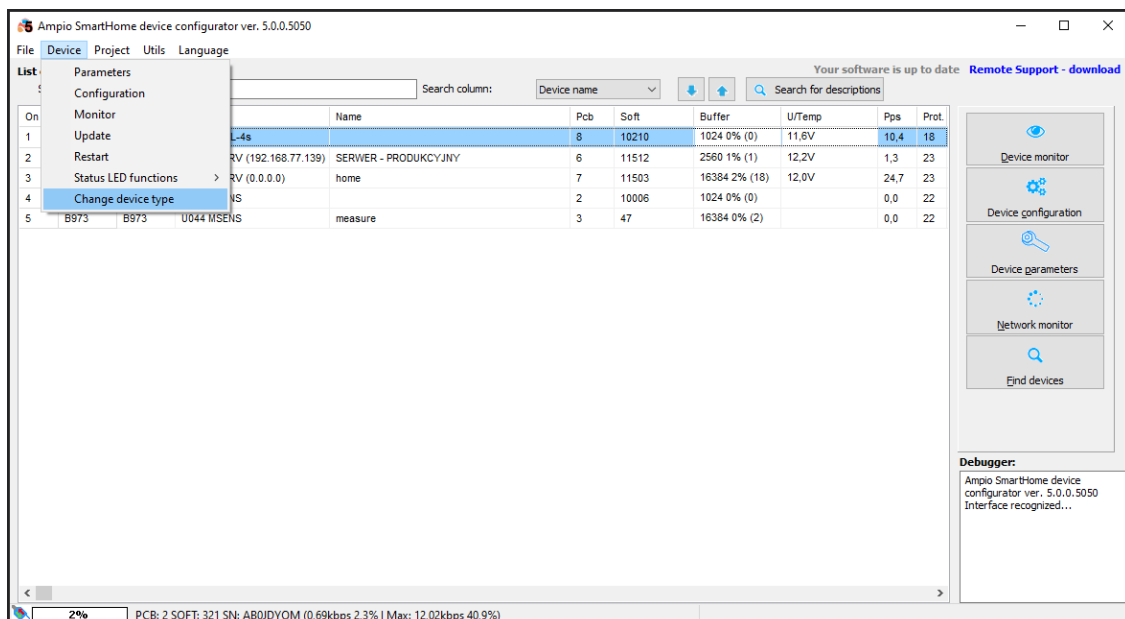 Ampio SmartHome device configurator ver. 5.0.0.5050
File Device Project Utils Language
List
Your software is up to date Remote Support - download
Search column: Device name Search for descriptions
Parameters
Configuration
Monitor
Update
Restart
Status LED functions >
Change device type
On Name Pcb Soft Buffer U/Temp Pps Prot.
1 L-4s 8 10210 1024 0% (0) 11,6V 10,4 18
2 RV (192.168.77.139) SERWER - PRODUKCYJNY 6 11512 2560 1% (1) 12,2V 1,3 23
3 RV (0.0.0.0) home 7 11503 16384 2% (18) 12,0V 24,7 23
4 NS 2 10006 1024 0% (0) 0,0 22
5 B973 B973 U044 MSENS measure 3 47 16384 0% (2) 0,0 22
Device monitor
Device configuration
Device parameters
Network monitor
Find devices
Debugger:
Ampio SmartHome device
configurator ver. 5.0.0.5050
Interface recognized...
2% PCB: 2 SOFT: 321 SN: AB0JDYOM (0.69kbps 2.3% | Max: 12.02kbps 40.9%)